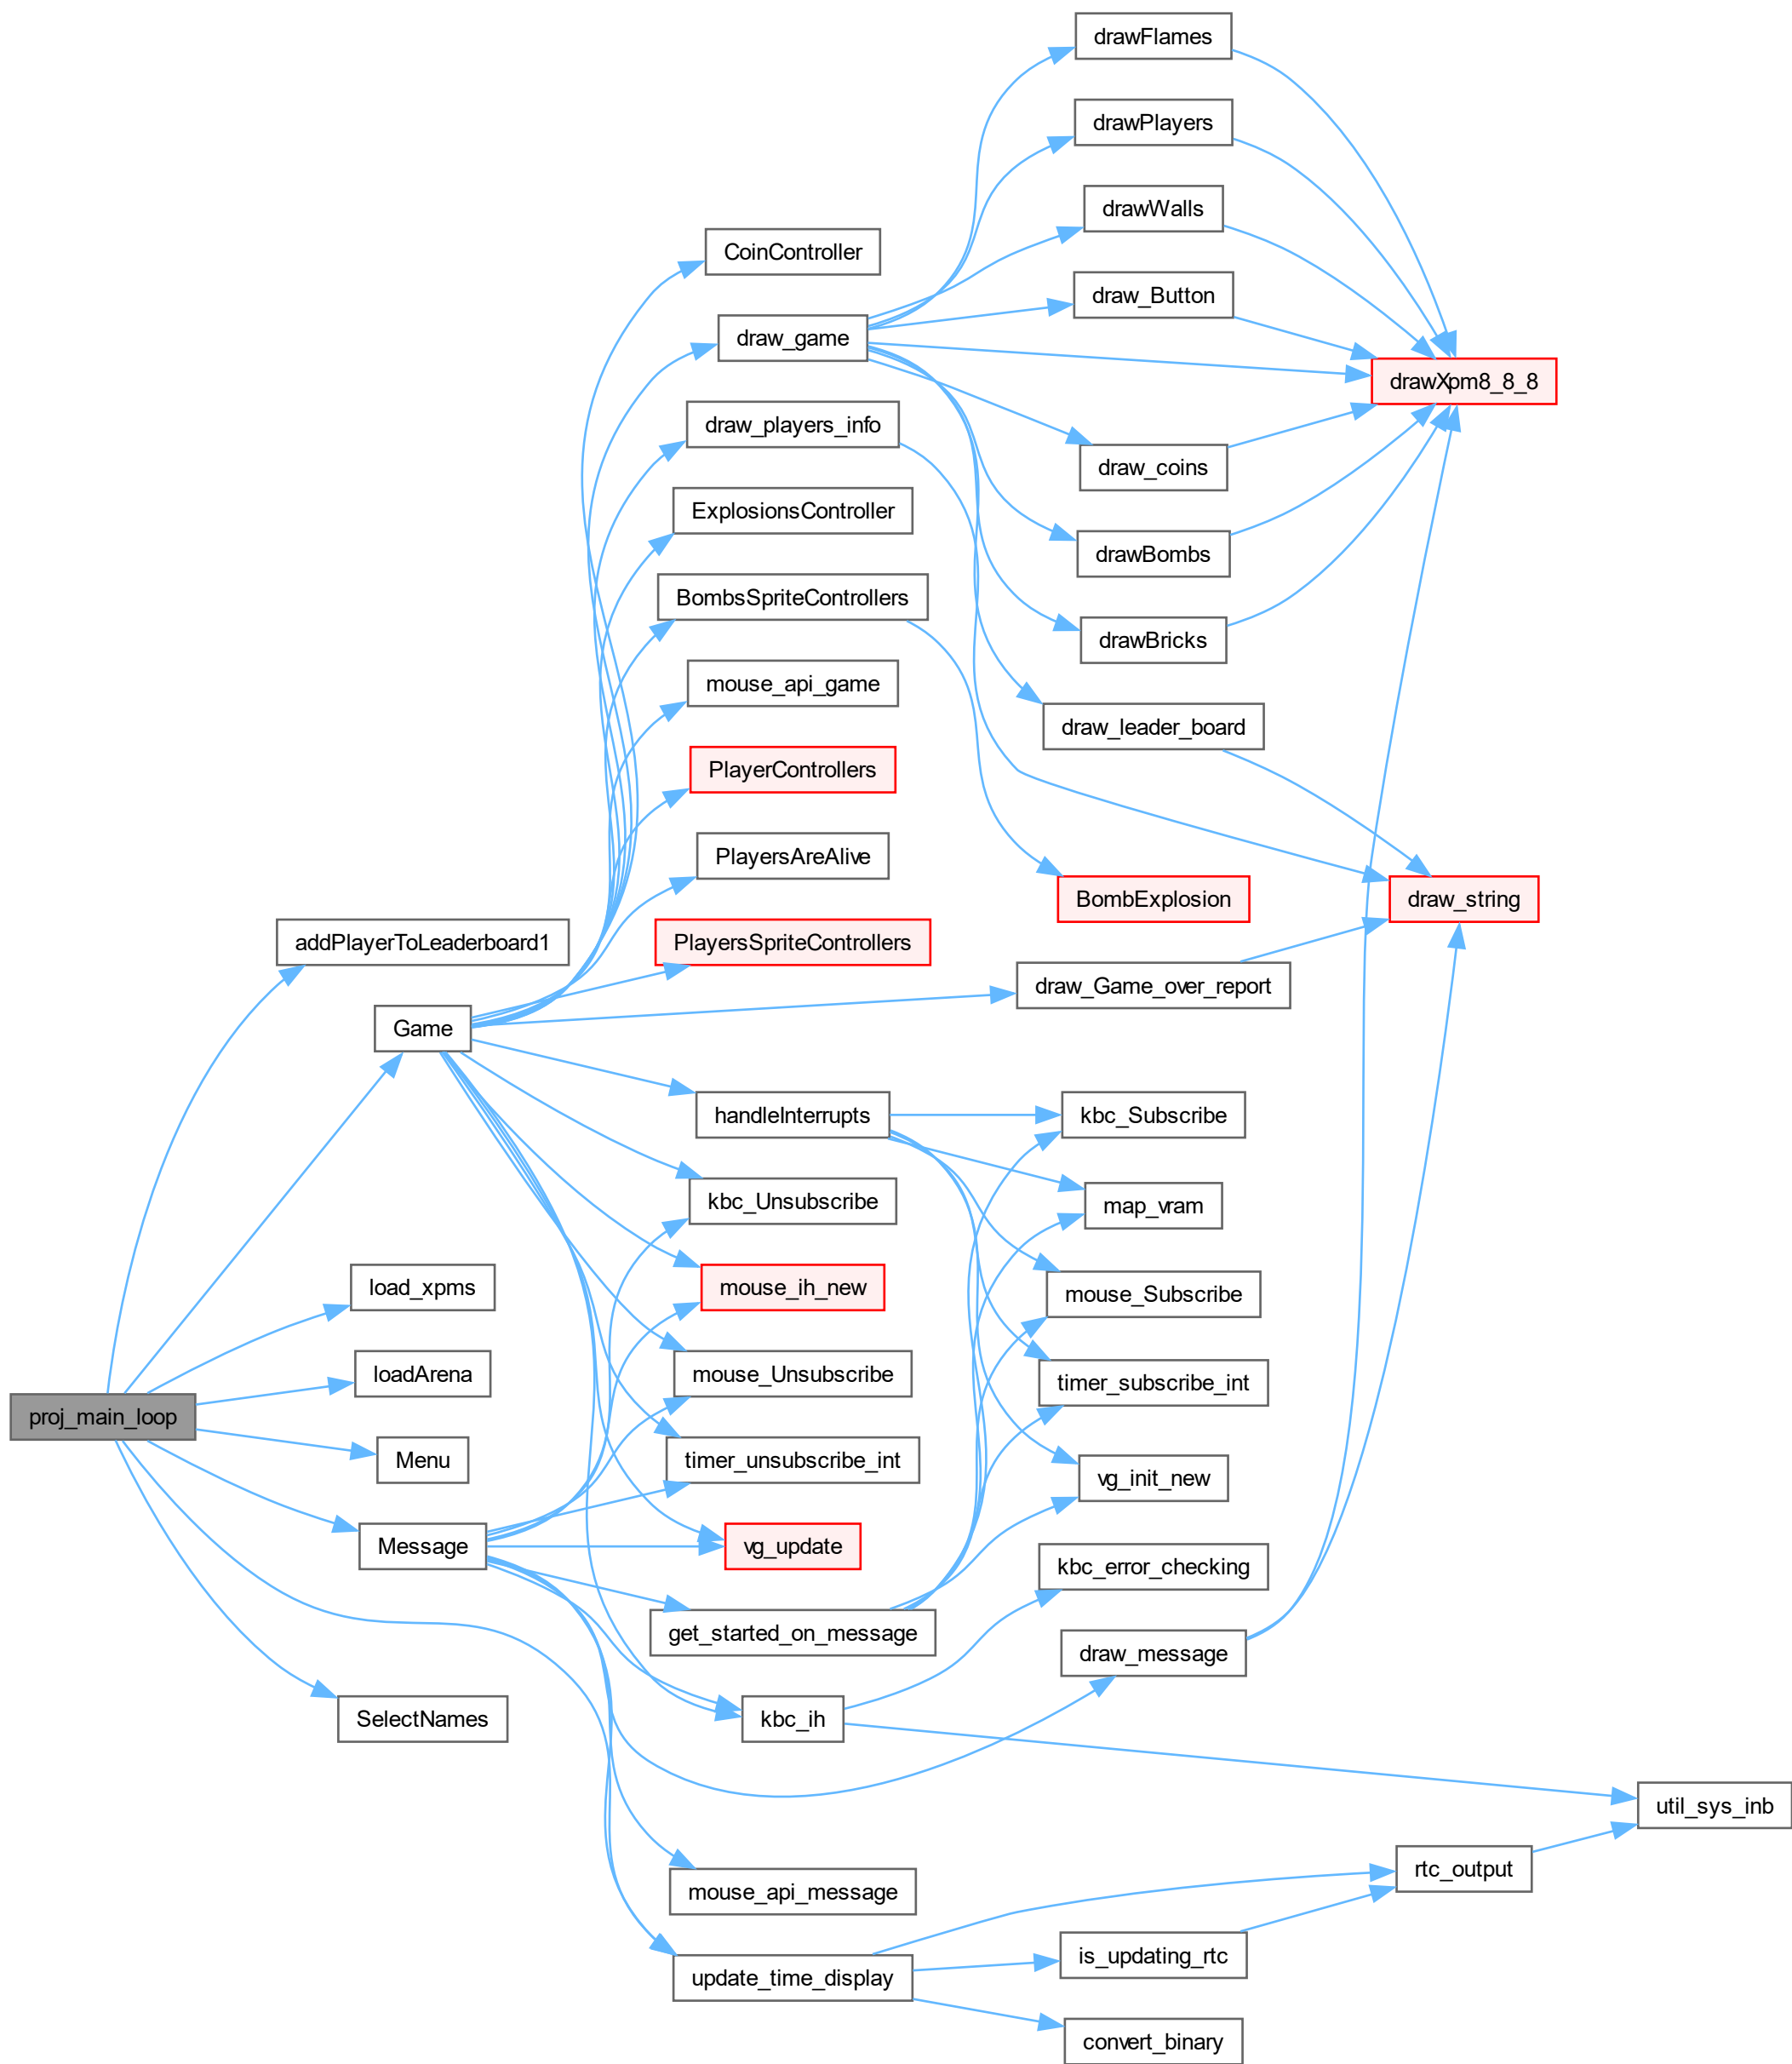 proj_main_loop
addPlayerToLeaderboard1
Game
load_xpms
loadArena
Menu
Message
SelectNames
CoinController
draw_game
draw_players_info
ExplosionsController
BombsSpriteControllers
mouse_api_game
PlayerControllers
PlayersAreAlive
PlayersSpriteControllers
handleInterrupts
kbc_Unsubscribe
mouse_ih_new
mouse_Unsubscribe
timer_unsubscribe_int
vg_update
get_started_on_message
kbc_ih
mouse_api_message
update_time_display
drawFlames
drawPlayers
drawWalls
draw_Button
draw_coins
drawBombs
drawBricks
draw_leader_board
BombExplosion
draw_Game_over_report
kbc_Subscribe
map_vram
mouse_Subscribe
timer_subscribe_int
vg_init_new
kbc_error_checking
draw_message
is_updating_rtc
convert_binary
drawXpm8_8_8
draw_string
rtc_output
util_sys_inb